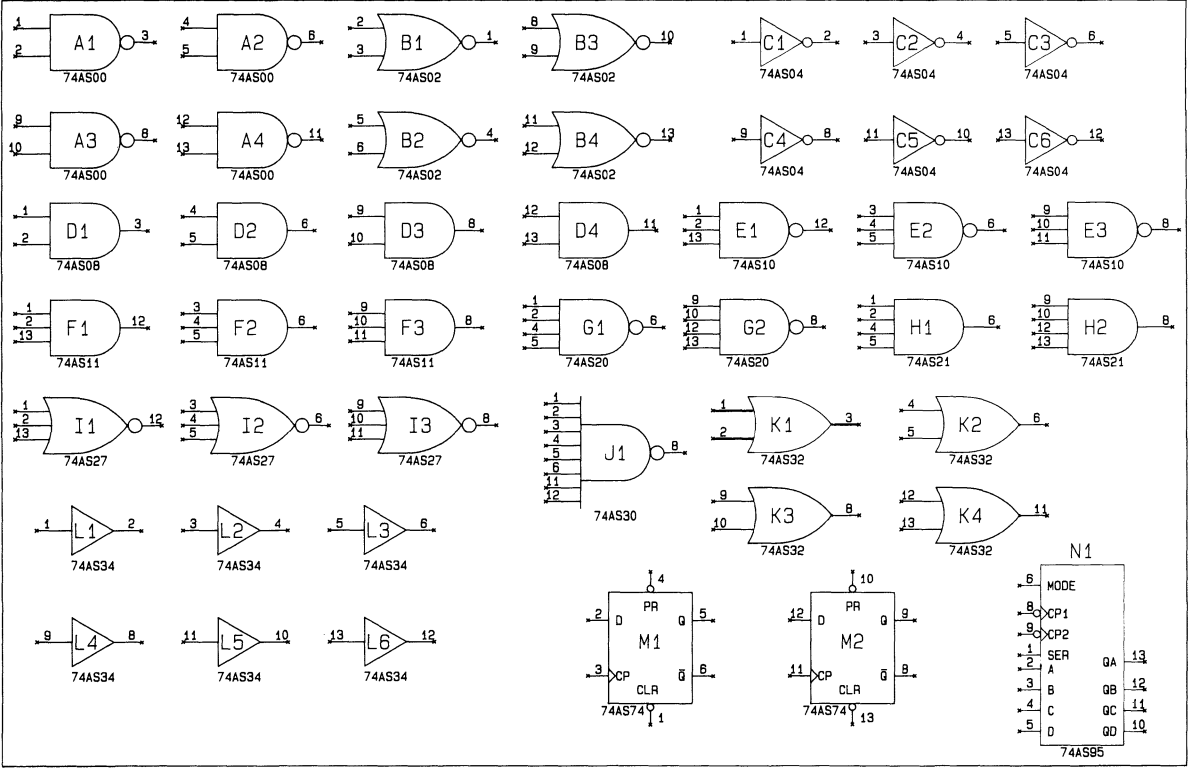 1 4 2 8
A1 3 A2 6 B1 1 B3 10 1 C1 2 3 C2 4 5 C3 6
2 5 3 9
74AS00 74AS00 74AS02 74AS02 74AS04 74AS04 74AS04
9 12 5 11
A3 8 A4 11 B2 4 B4 13 9 C4 8 11 C5 10 13 C6 12
10 13 6 12
74AS00 74AS00 74AS02 74AS02 74AS04 74AS04 74AS04
1 4 9 12 1 3 9
D1 3 D2 6 D3 8 D4 11 2 E1 12 4 E2 6 10 E3 8
2 5 10 13 13 5 11
74AS08 74AS08 74AS08 74AS08 74AS10 74AS10 74AS10
1 3 9 1 9 1 9
2 F1 12 4 F2 6 10 F3 8 2 G1 6 10 G2 8 2 H1 6 10 H2 8
13 5 11 4 12 4 12
5 13 5 13
74AS11 74AS11 74AS11 74AS20 74AS20 74AS21 74AS21
1 3 9 1 1 4
2 I1 12 4 I2 6 10 I3 8 2 K1 3 K2 6
13 5 11 3 2 5
74AS27 74AS27 74AS27 4 J1 8 74AS32 74AS32
5
6
11
12
74AS30
9 12
K3 8 K4 11
10 13
74AS32 74AS32
1 L1 2 3 L2 4 5 L3 6
74AS34 74AS34 74AS34
9 L4 8 11 L5 10 13 L6 12
74AS34 74AS34 74AS34
4
PR
2 D Q 5
M1
3 CP Q̅ 6
CLR
74AS74
1
10
PR
12 D Q 9
M2
11 CP Q̅ 8
CLR
74AS74
13
N1
6 MODE
8 CP1
9 CP2
1 SER
2 A QA 13
3 B QB 12
4 C QC 11
5 D QD 10
74AS95